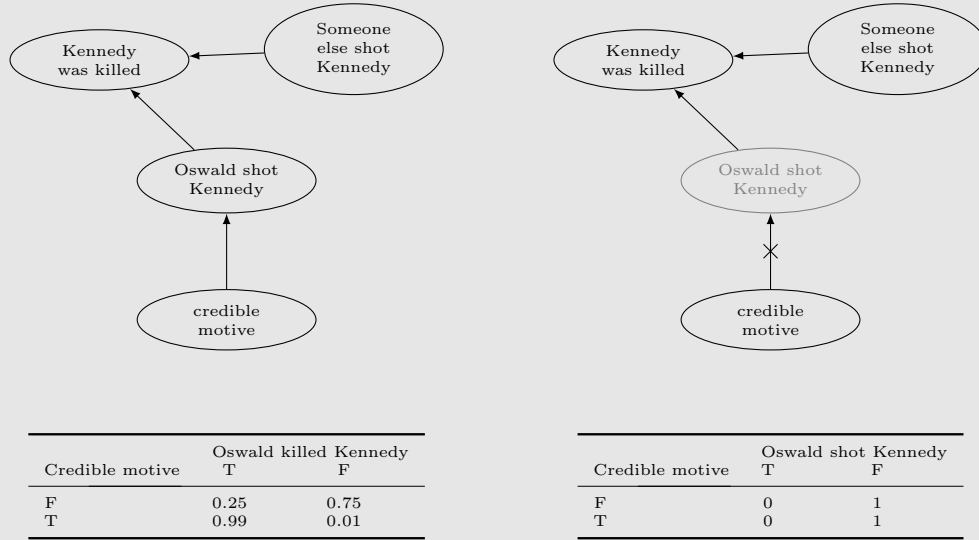 Kennedy
was killed
Someone
else shot
Kennedy
Oswald shot
Kennedy
credible
motive
Oswald killed Kennedy
Credible motive T F
F 0.25 0.75
T 0.99 0.01
Kennedy
was killed
Someone
else shot
Kennedy
Oswald shot
Kennedy
credible
motive
Oswald shot Kennedy
Credible motive T F
F 0 1
T 0 1